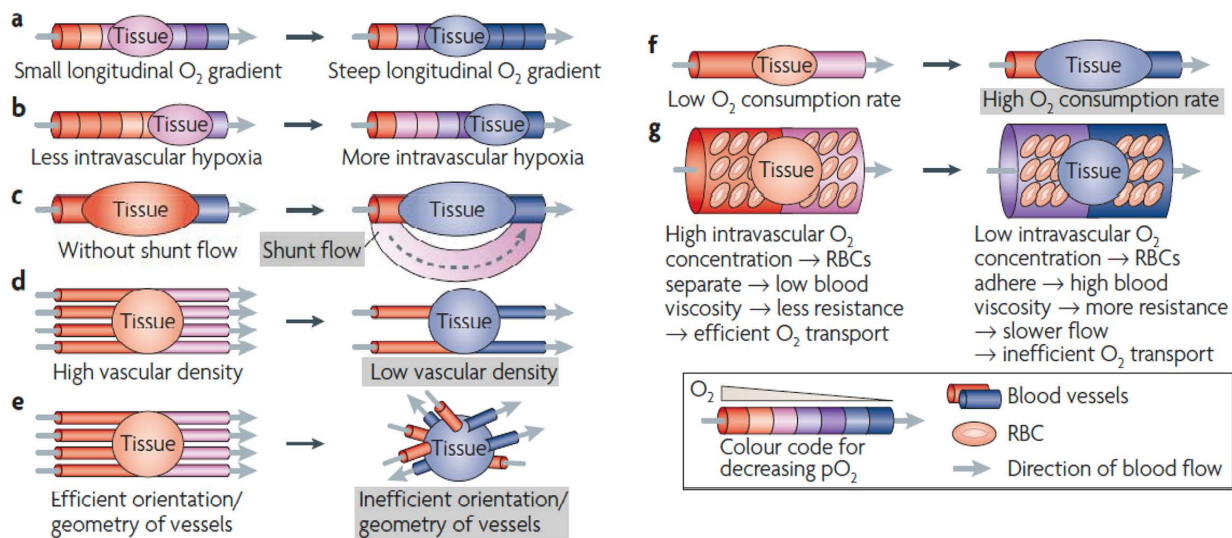 a
Tissue
Tissue
Small longitudinal O₂ gradient
Steep longitudinal O₂ gradient
b
Tissue
Tissue
Less intravascular hypoxia
More intravascular hypoxia
c
Tissue
Tissue
Without shunt flow
Shunt flow
d
Tissue
Tissue
High vascular density
Low vascular density
e
Tissue
Tissue
Efficient orientation/
geometry of vessels
Inefficient orientation/
geometry of vessels
f
Tissue
Tissue
Low O₂ consumption rate
High O₂ consumption rate
g
Tissue
Tissue
High intravascular O₂
concentration → RBCs
separate → low blood
viscosity → less resistance
→ efficient O₂ transport
Low intravascular O₂
concentration → RBCs
adhere → high blood
viscosity → more resistance
→ slower flow
→ inefficient O₂ transport
O₂
Colour code for
decreasing pO₂
Blood vessels
RBC
Direction of blood flow